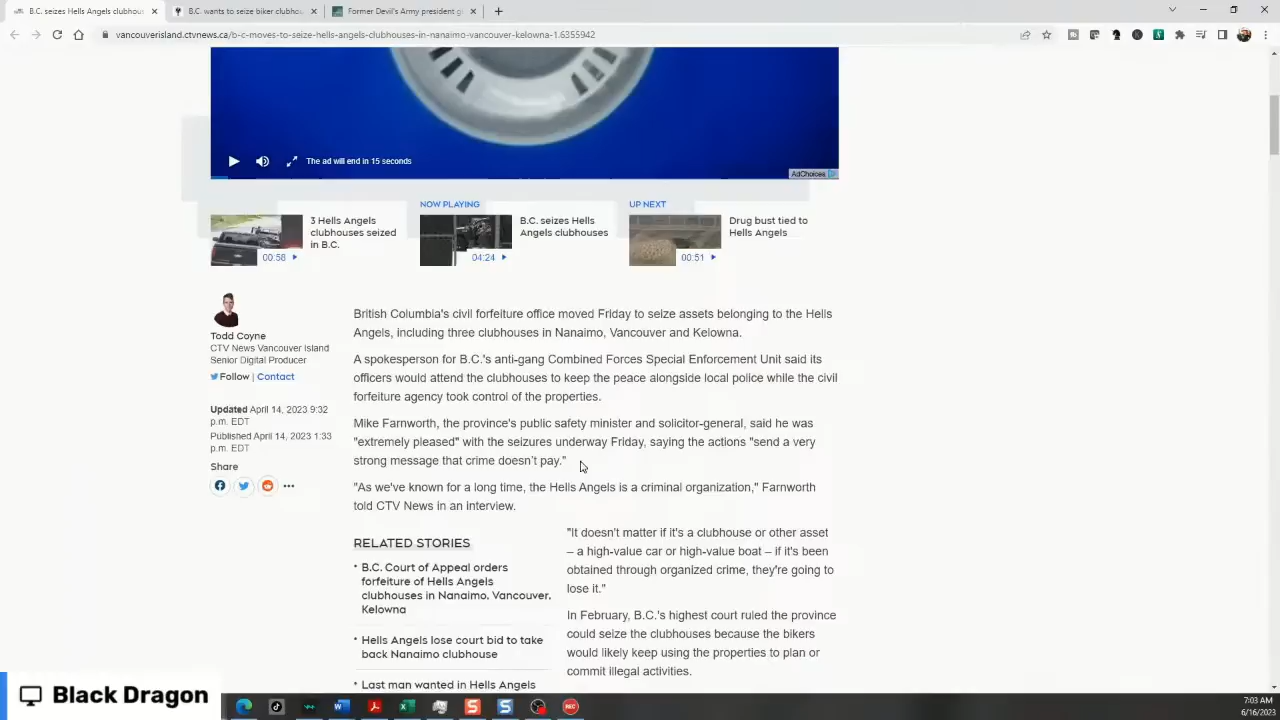 B.C. seizes Hells Angels clubhous
B.C. wants to seize biker clubhou
Former Devil's Army president gi
vancouverisland.ctvnews.ca/b-c-moves-to-seize-hells-angels-clubhouses-in-nanaimo-vancouver-kelowna-1.6355942
The ad will end in 15 seconds
AdChoices
3 Hells Angels
clubhouses seized
in B.C.
00:58
NOW PLAYING
B.C. seizes Hells
Angels clubhouses
04:24
UP NEXT
Drug bust tied to
Hells Angels
00:51
Todd Coyne
CTV News Vancouver Island
Senior Digital Producer
Follow | Contact
Updated April 14, 2023 9:32
p.m. EDT
Published April 14, 2023 1:33
p.m. EDT
Share
British Columbia's civil forfeiture office moved Friday to seize assets belonging to the Hells
Angels, including three clubhouses in Nanaimo, Vancouver and Kelowna.
A spokesperson for B.C.'s anti-gang Combined Forces Special Enforcement Unit said its
officers would attend the clubhouses to keep the peace alongside local police while the civil
forfeiture agency took control of the properties.
Mike Farnworth, the province's public safety minister and solicitor-general, said he was
"extremely pleased" with the seizures underway Friday, saying the actions "send a very
strong message that crime doesn't pay."
"As we've known for a long time, the Hells Angels is a criminal organization," Farnworth
told CTV News in an interview.
RELATED STORIES
B.C. Court of Appeal orders
forfeiture of Hells Angels
clubhouses in Nanaimo, Vancouver,
Kelowna
Hells Angels lose court bid to take
back Nanaimo clubhouse
Last man wanted in Hells Angels
"It doesn't matter if it's a clubhouse or other asset
– a high-value car or high-value boat – if it's been
obtained through organized crime, they're going to
lose it."
In February, B.C.'s highest court ruled the province
could seize the clubhouses because the bikers
would likely keep using the properties to plan or
commit illegal activities.
Black Dragon
7:03 AM
6/16/2023